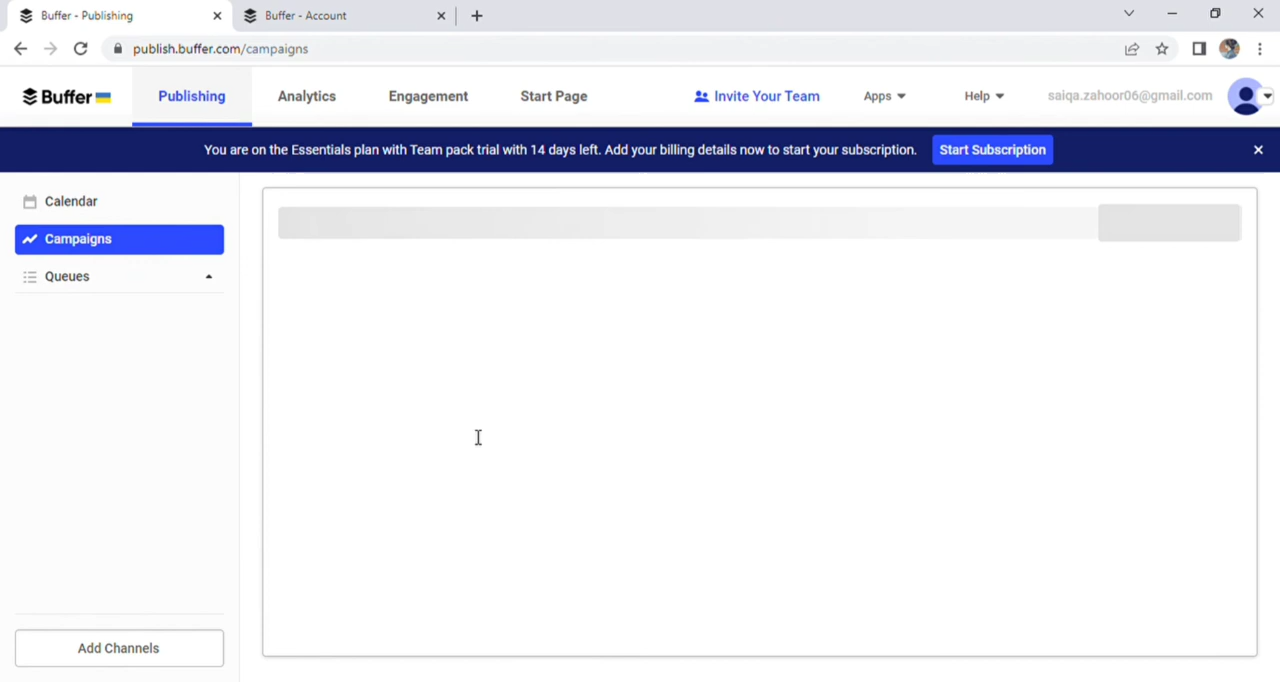 Buffer - Publishing
Buffer - Account
publish.buffer.com/campaigns
Buffer
Publishing
Analytics
Engagement
Start Page
Invite Your Team
Apps
Help
saiqa.zahoor06@gmail.com
You are on the Essentials plan with Team pack trial with 14 days left. Add your billing details now to start your subscription.
Start Subscription
Calendar
Campaigns
Queues
Add Channels